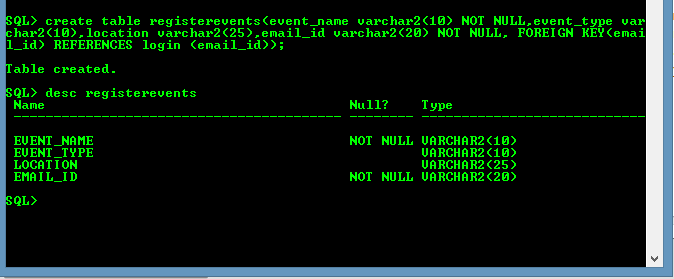 SQL> create table registerevents(event_name varchar2(10) NOT NULL,event_type var
char2(10),location varchar2(25),email_id varchar2(20) NOT NULL, FOREIGN KEY(emai
l_id) REFERENCES login (email_id));
Table created.
SQL> desc registerevents
Name Null? Type
----------------------------------------- -------- ----------------------------
EVENT_NAME NOT NULL VARCHAR2(10)
EVENT_TYPE VARCHAR2(10)
LOCATION VARCHAR2(25)
EMAIL_ID NOT NULL VARCHAR2(20)
SQL>